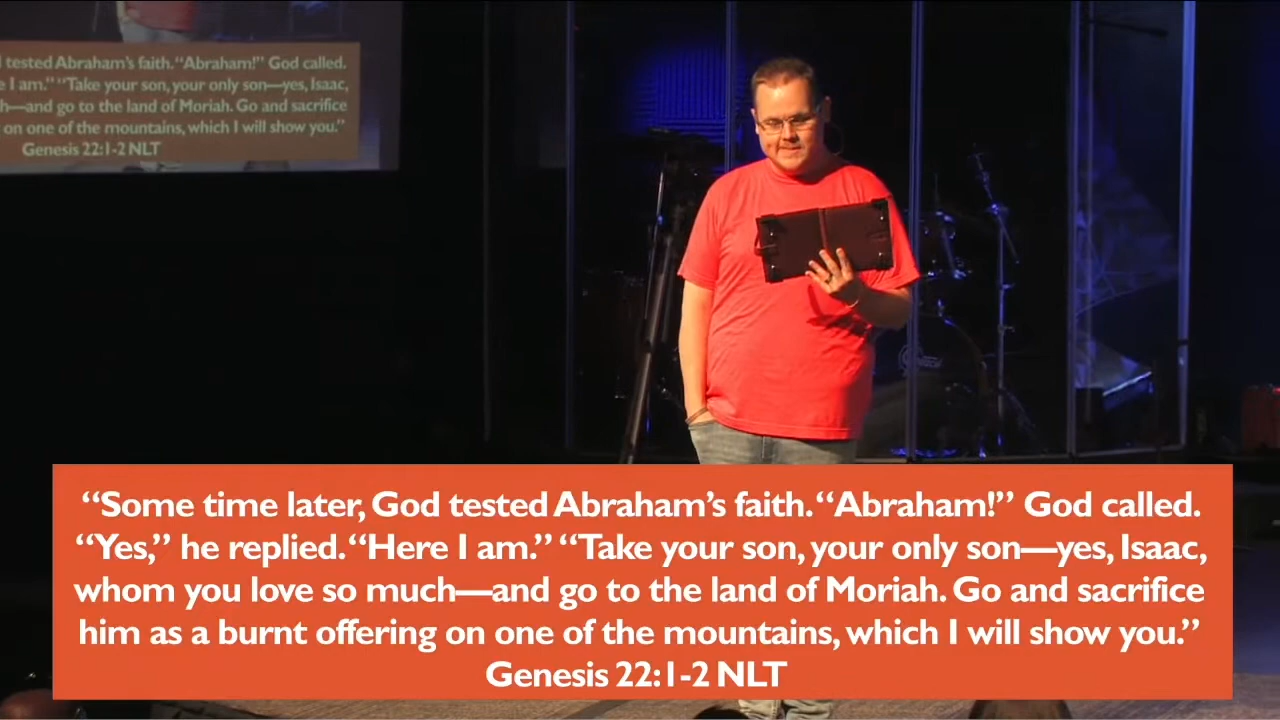 tested Abraham's faith. “Abraham!” God called.
I am.” “Take your son, your only son—yes, Isaac,
—and go to the land of Moriah. Go and sacrifice
on one of the mountains, which I will show you.”
Genesis 22:1-2 NLT
“Some time later, God tested Abraham’s faith. “Abraham!” God called.
“Yes,” he replied. “Here I am.” “Take your son, your only son—yes, Isaac,
whom you love so much—and go to the land of Moriah. Go and sacrifice
him as a burnt offering on one of the mountains, which I will show you.”
Genesis 22:1-2 NLT